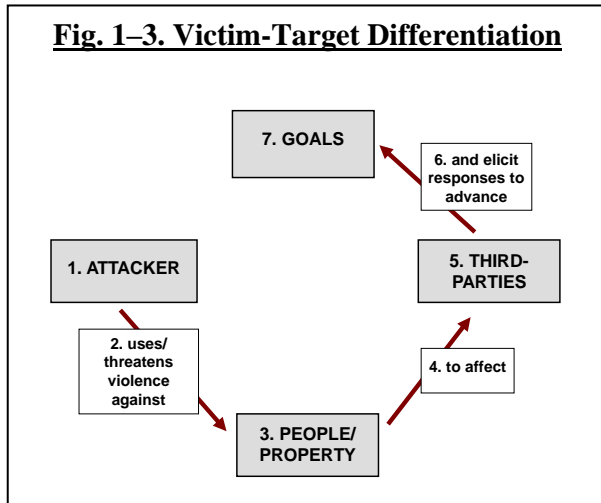 Fig. 1–3. Victim-Target Differentiation
1. ATTACKER
2. uses/
threatens
violence
against
3. PEOPLE/
PROPERTY
4. to affect
5. THIRD-
PARTIES
6. and elicit
responses to
advance
7. GOALS